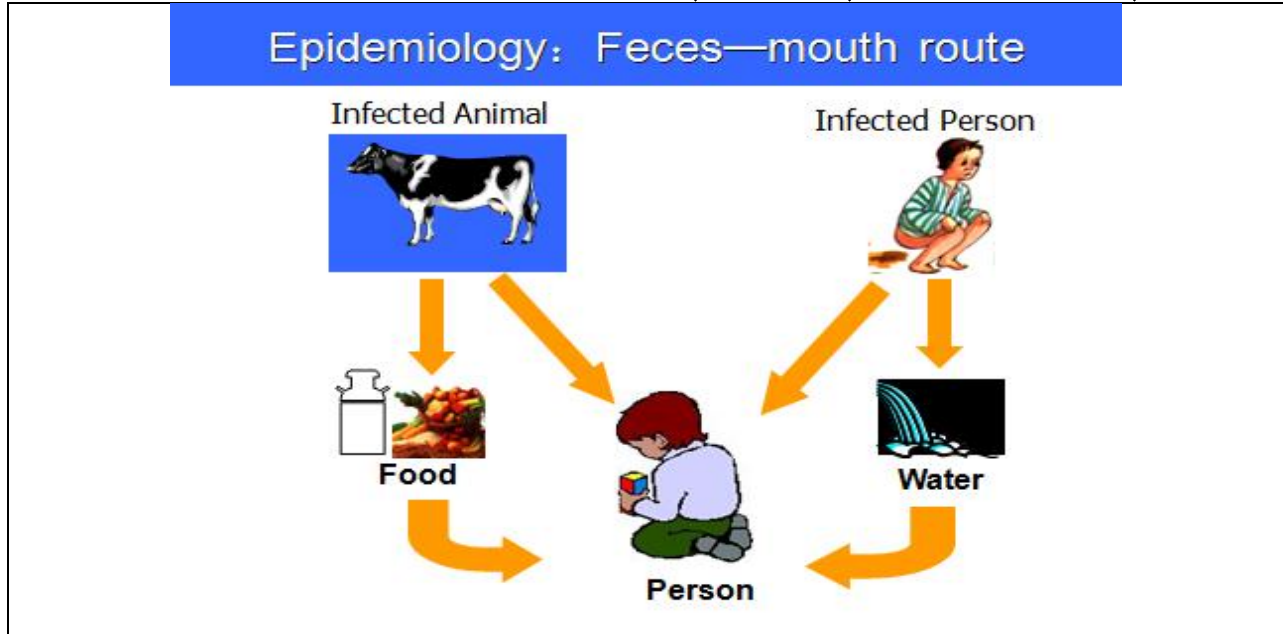 Epidemiology： Feces—mouth route
Infected Animal
Infected Person
Food
Water
Person